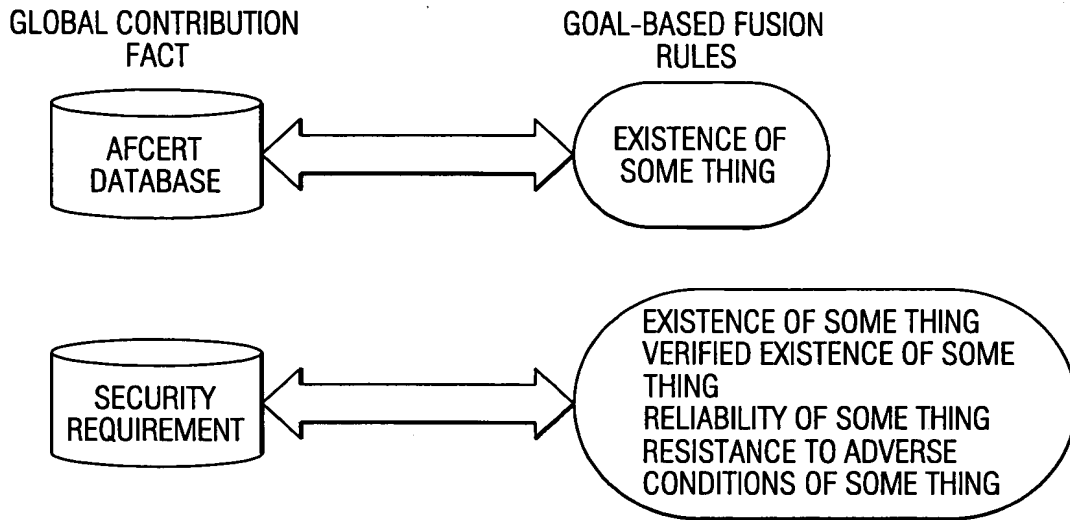 GLOBAL CONTRIBUTION
FACT
GOAL-BASED FUSION
RULES
AFCERT
DATABASE
EXISTENCE OF
SOME THING
SECURITY
REQUIREMENT
EXISTENCE OF SOME THING
VERIFIED EXISTENCE OF SOME
THING
RELIABILITY OF SOME THING
RESISTANCE TO ADVERSE
CONDITIONS OF SOME THING